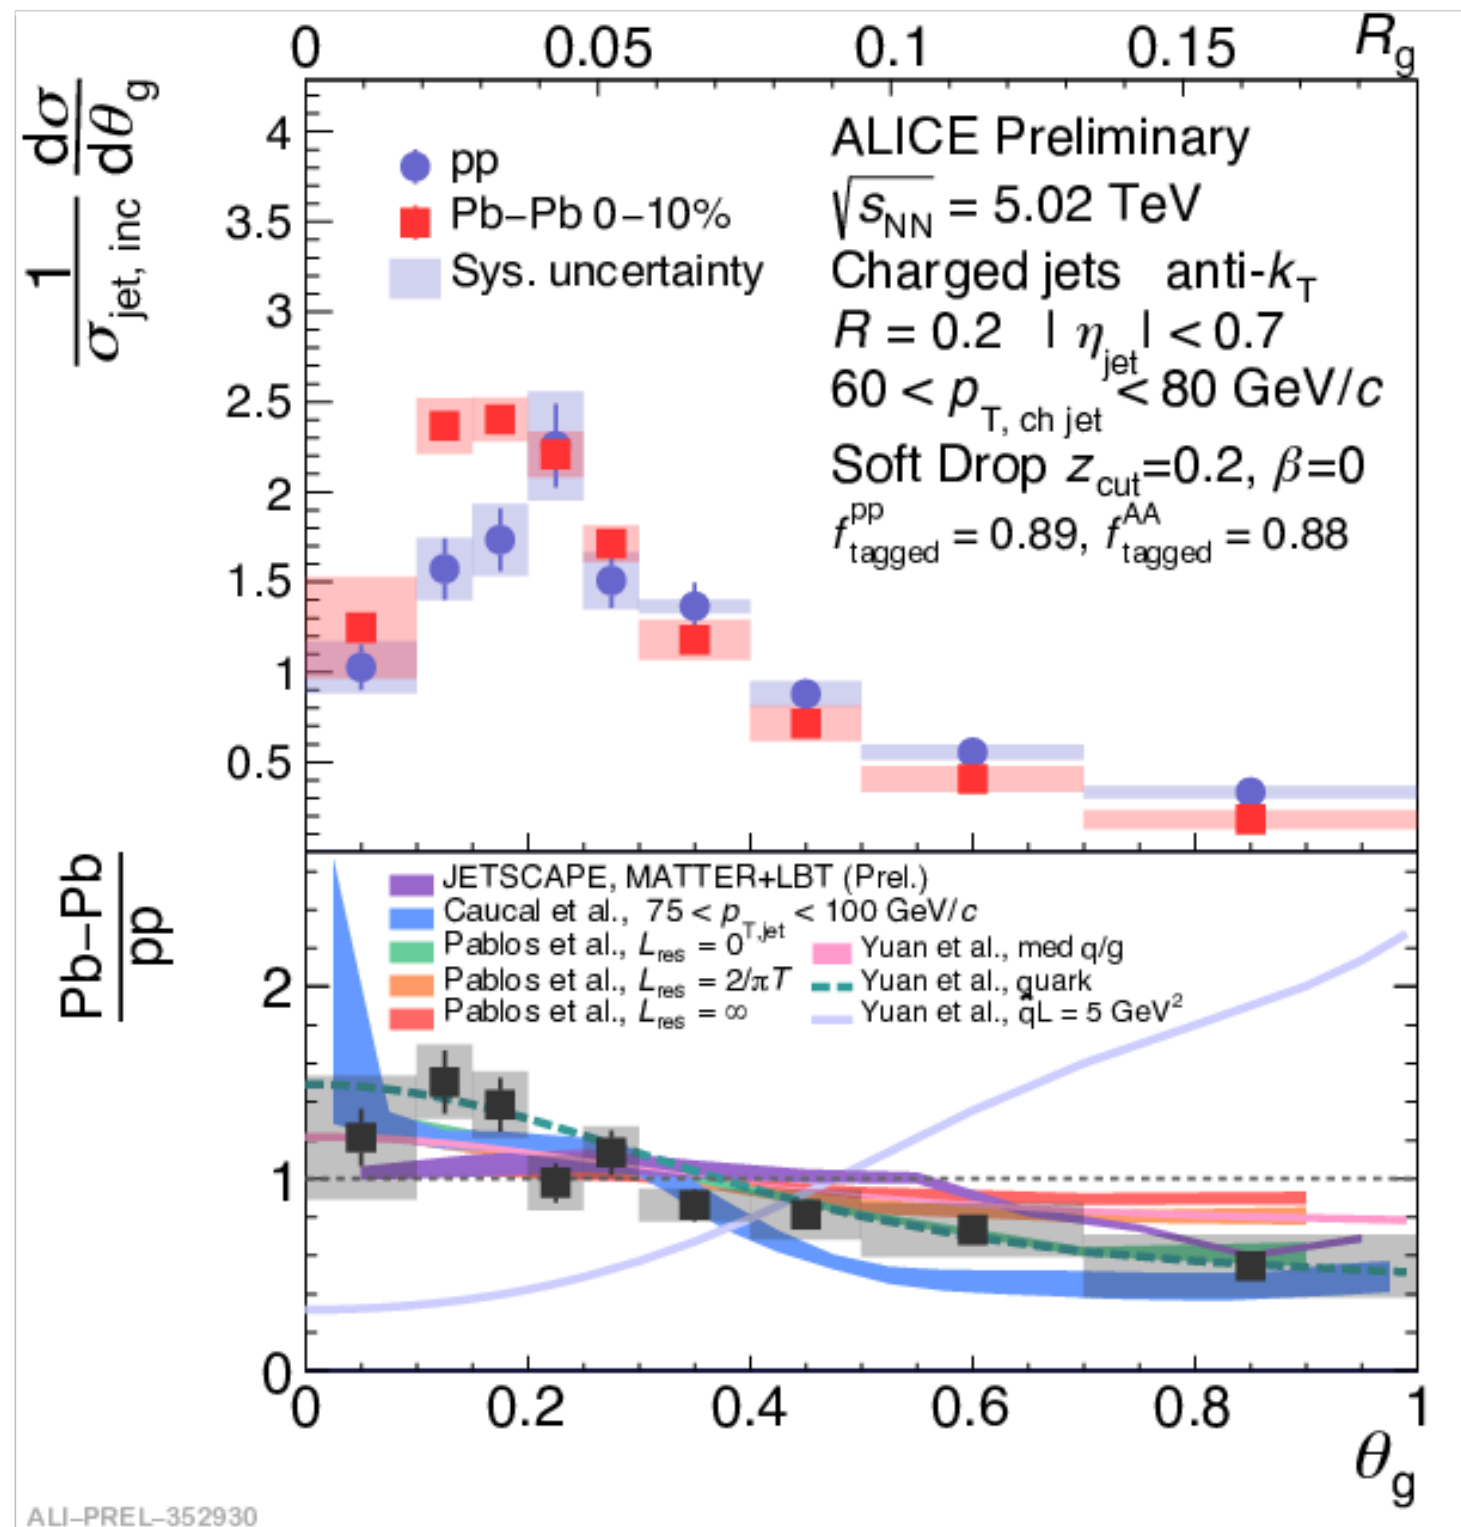 0 0.05 0.1 0.15 Rg
1/σjet, inc dσ/dθg
4
3.5
3
2.5
2
1.5
1
0.5
pp
Pb−Pb 0−10%
Sys. uncertainty
ALICE Preliminary
√sNN = 5.02 TeV
Charged jets anti-kT
R = 0.2 | ηjet | < 0.7
60 < pT, ch jet < 80 GeV/c
Soft Drop zcut=0.2, β=0
f pp tagged = 0.89, f AA tagged = 0.88
Pb−Pb/pp
2
1
0
JETSCAPE, MATTER+LBT (Prel.)
Caucal et al., 75 < pT,jet < 100 GeV/c
Pablos et al., Lres = 0
Pablos et al., Lres = 2/πT
Pablos et al., Lres = ∞
Yuan et al., med q/g
Yuan et al., quark
Yuan et al., q̂L = 5 GeV²
0 0.2 0.4 0.6 0.8 1
θg
ALI−PREL−352930